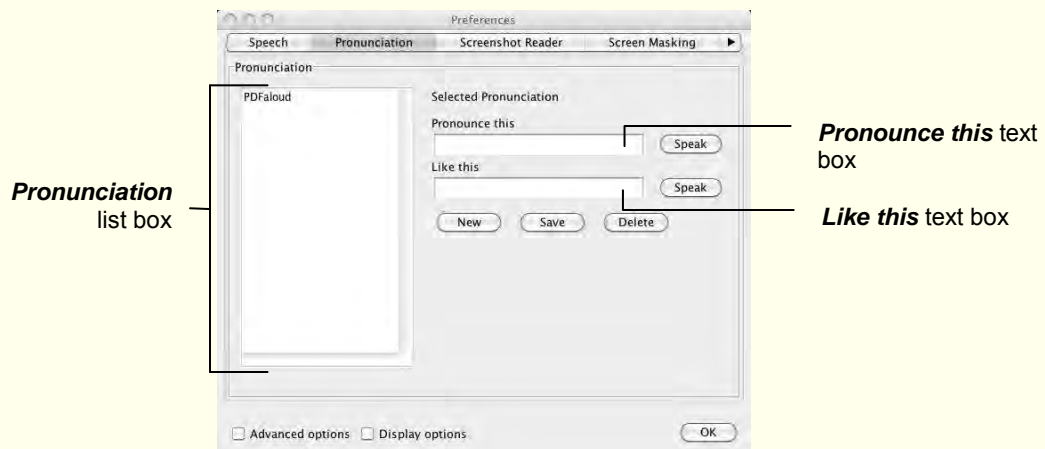 Preferences
Speech Pronunciation Screenshot Reader Screen Masking
Pronunciation
PDFaloud
Selected Pronunciation
Pronounce this
Speak
Like this
Speak
New Save Delete
Advanced options Display options OK
Pronunciation
list box
Pronounce this text
box
Like this text box